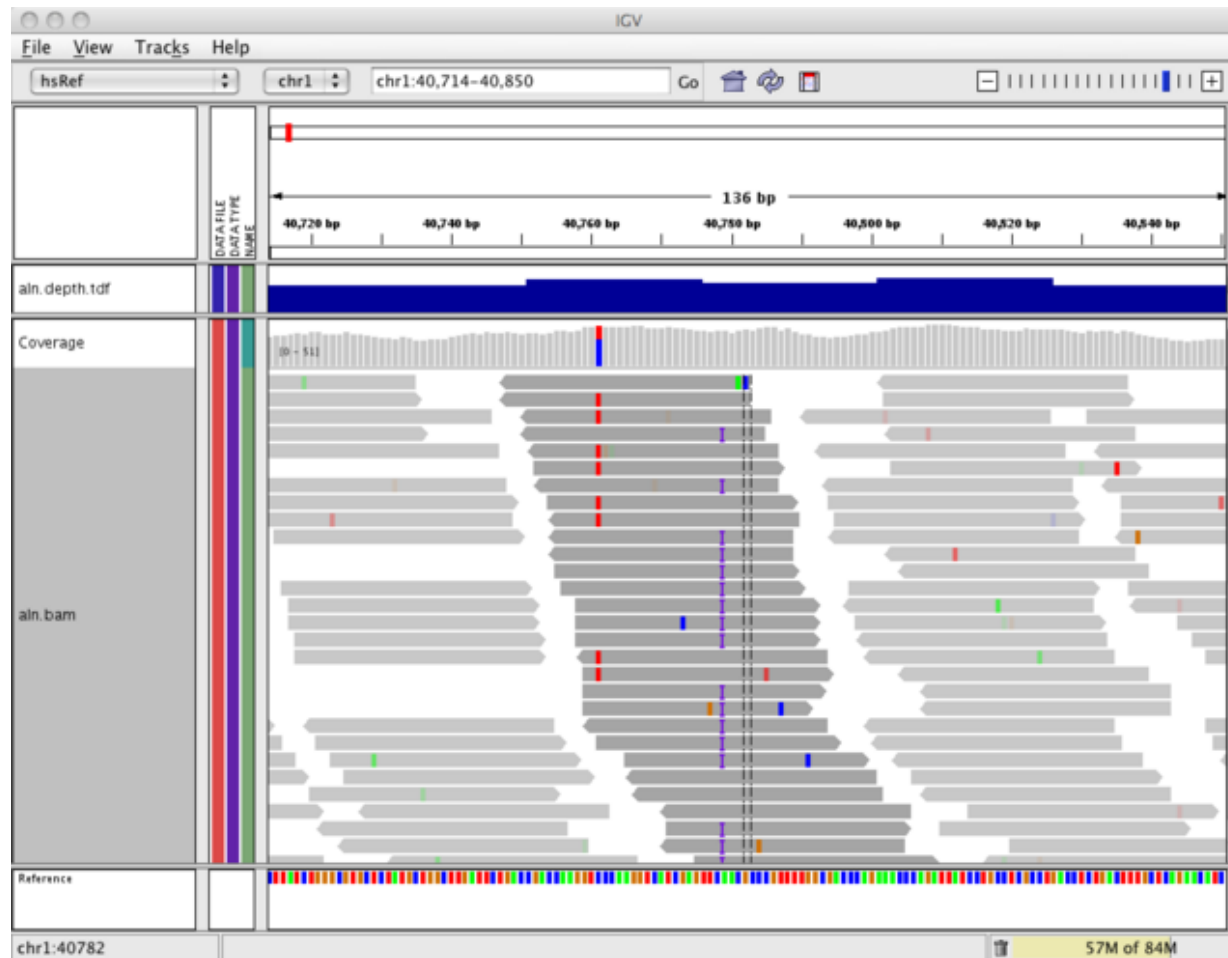 IGV
File View Tracks Help
hsRef chr1 chr1:40,714-40,850 Go
136 bp
40,720 bp 40,740 bp 40,760 bp 40,780 bp 40,800 bp 40,820 bp 40,840 bp
DATA FILE
DATA TYPE
NAME
aln.depth.tdf
Coverage
[0 - 51]
aln.bam
Reference
chr1:40782 57M of 84M